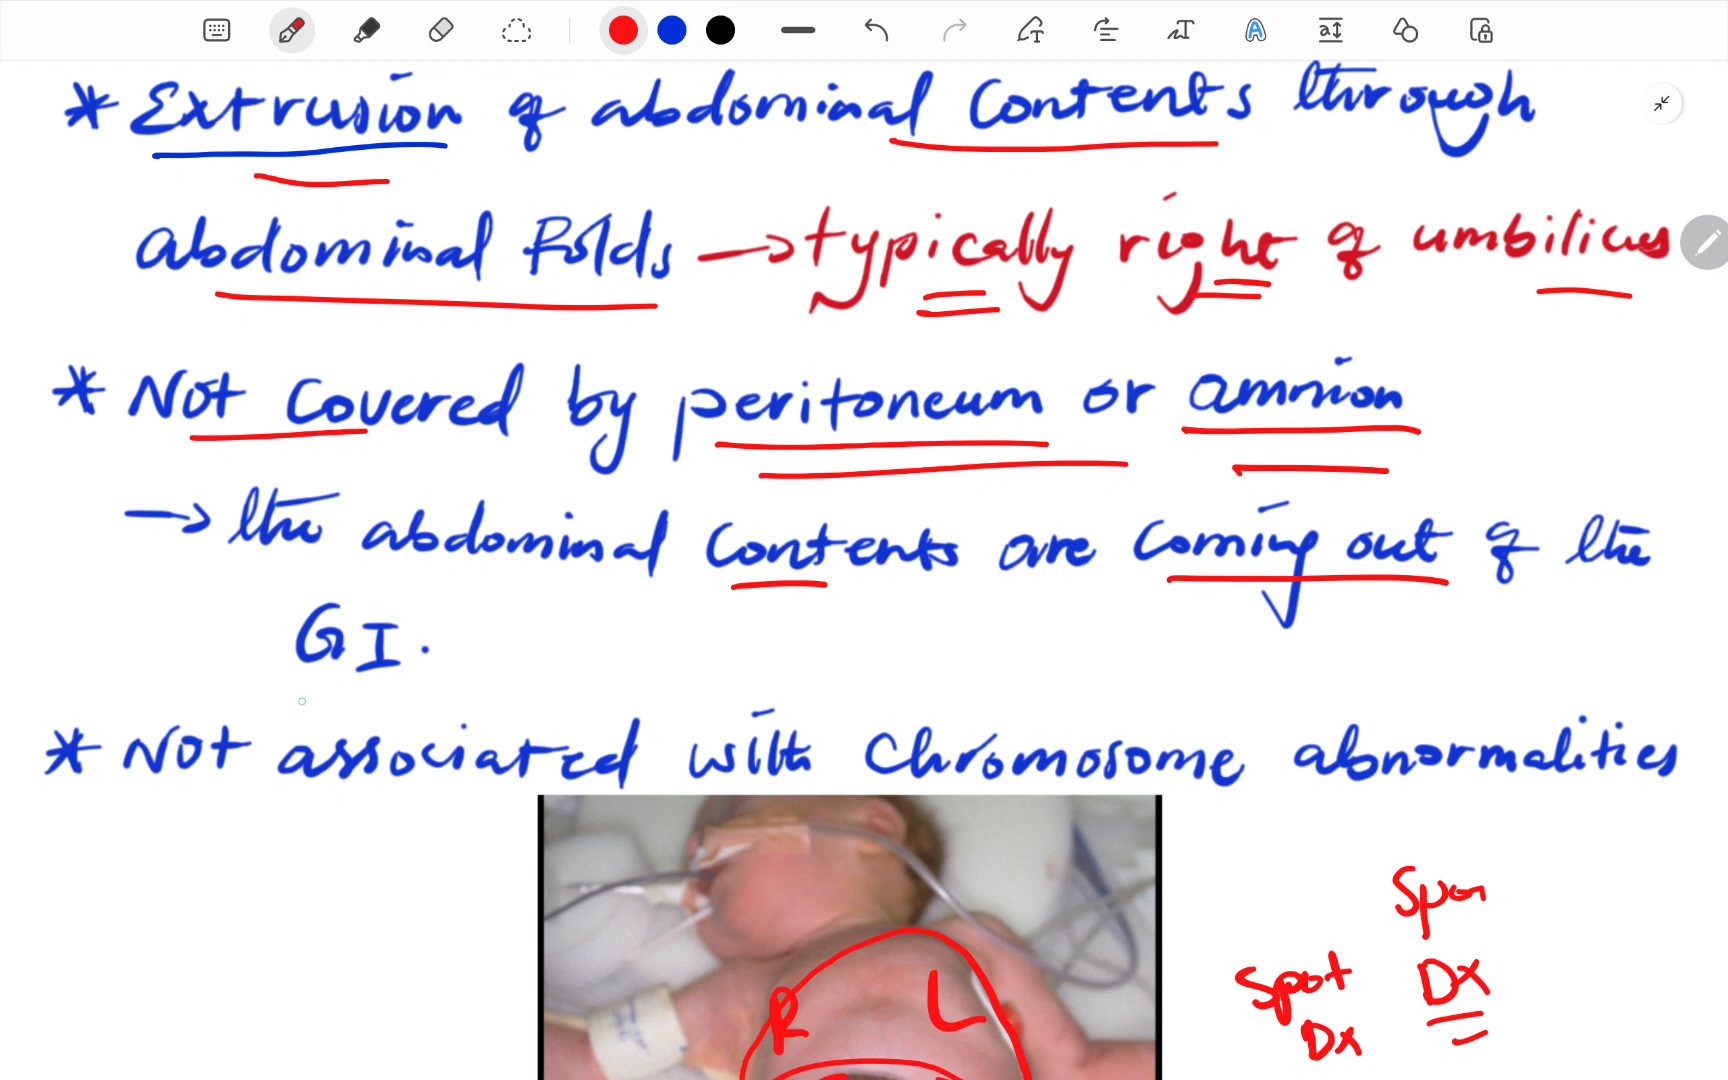 * Extrusion of abdominal contents through
abdominal Folds → typically right of umbilicus
* Not Covered by peritoneum or amnion
→ the abdominal contents are coming out of the
GI.
* Not associated with Chromosome abnormalities
R L
Spon
Spot DX
DX